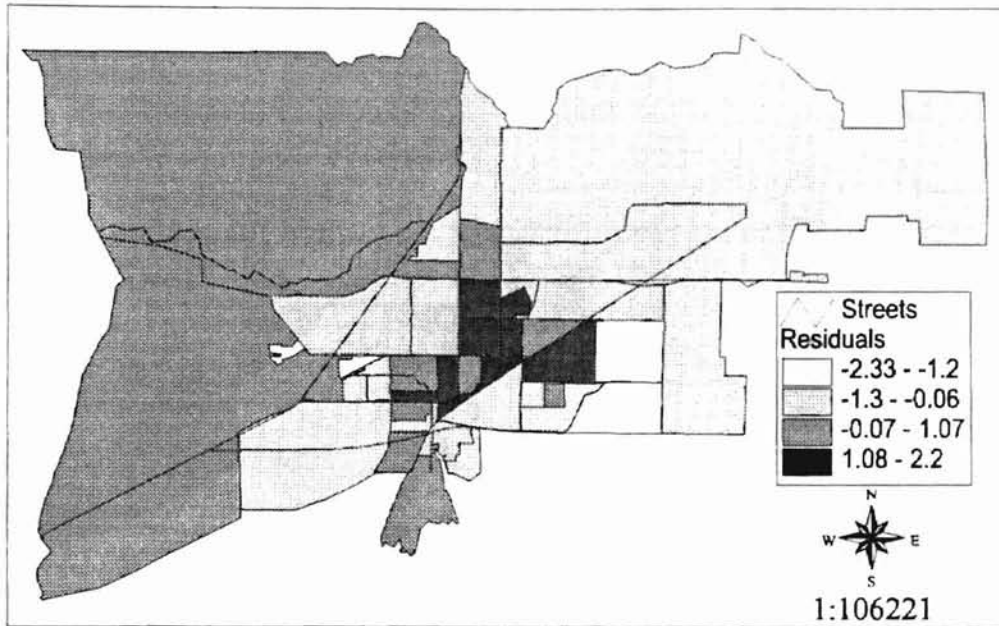 Streets
Residuals
-2.33 - -1.2
-1.3 - -0.06
-0.07 - 1.07
1.08 - 2.2
N
W E
S
1:106221